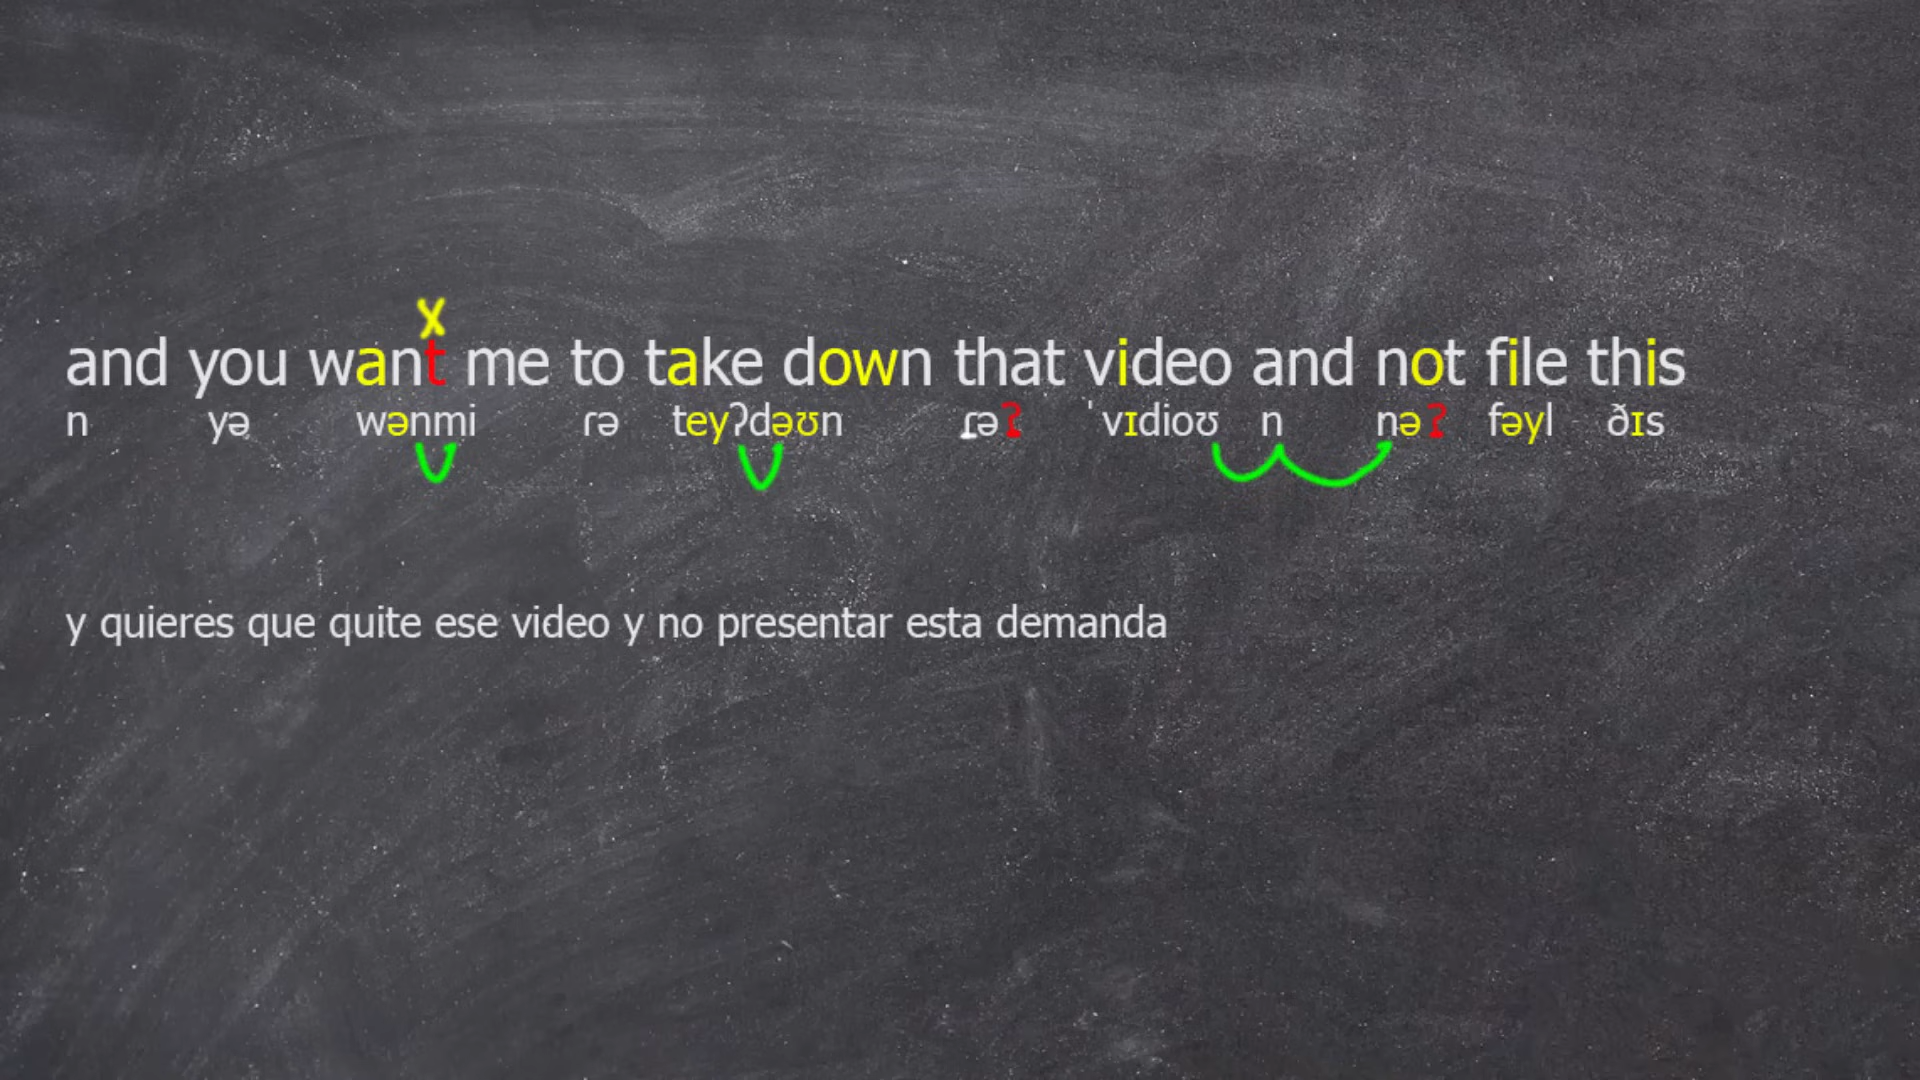 x
and you want me to take down that video and not file this
n yə wənmi ɾə teyʔdəʊn ɾəʔ ˈvɪdioʊ n nəʔ fəyl ðɪs
y quieres que quite ese video y no presentar esta demanda